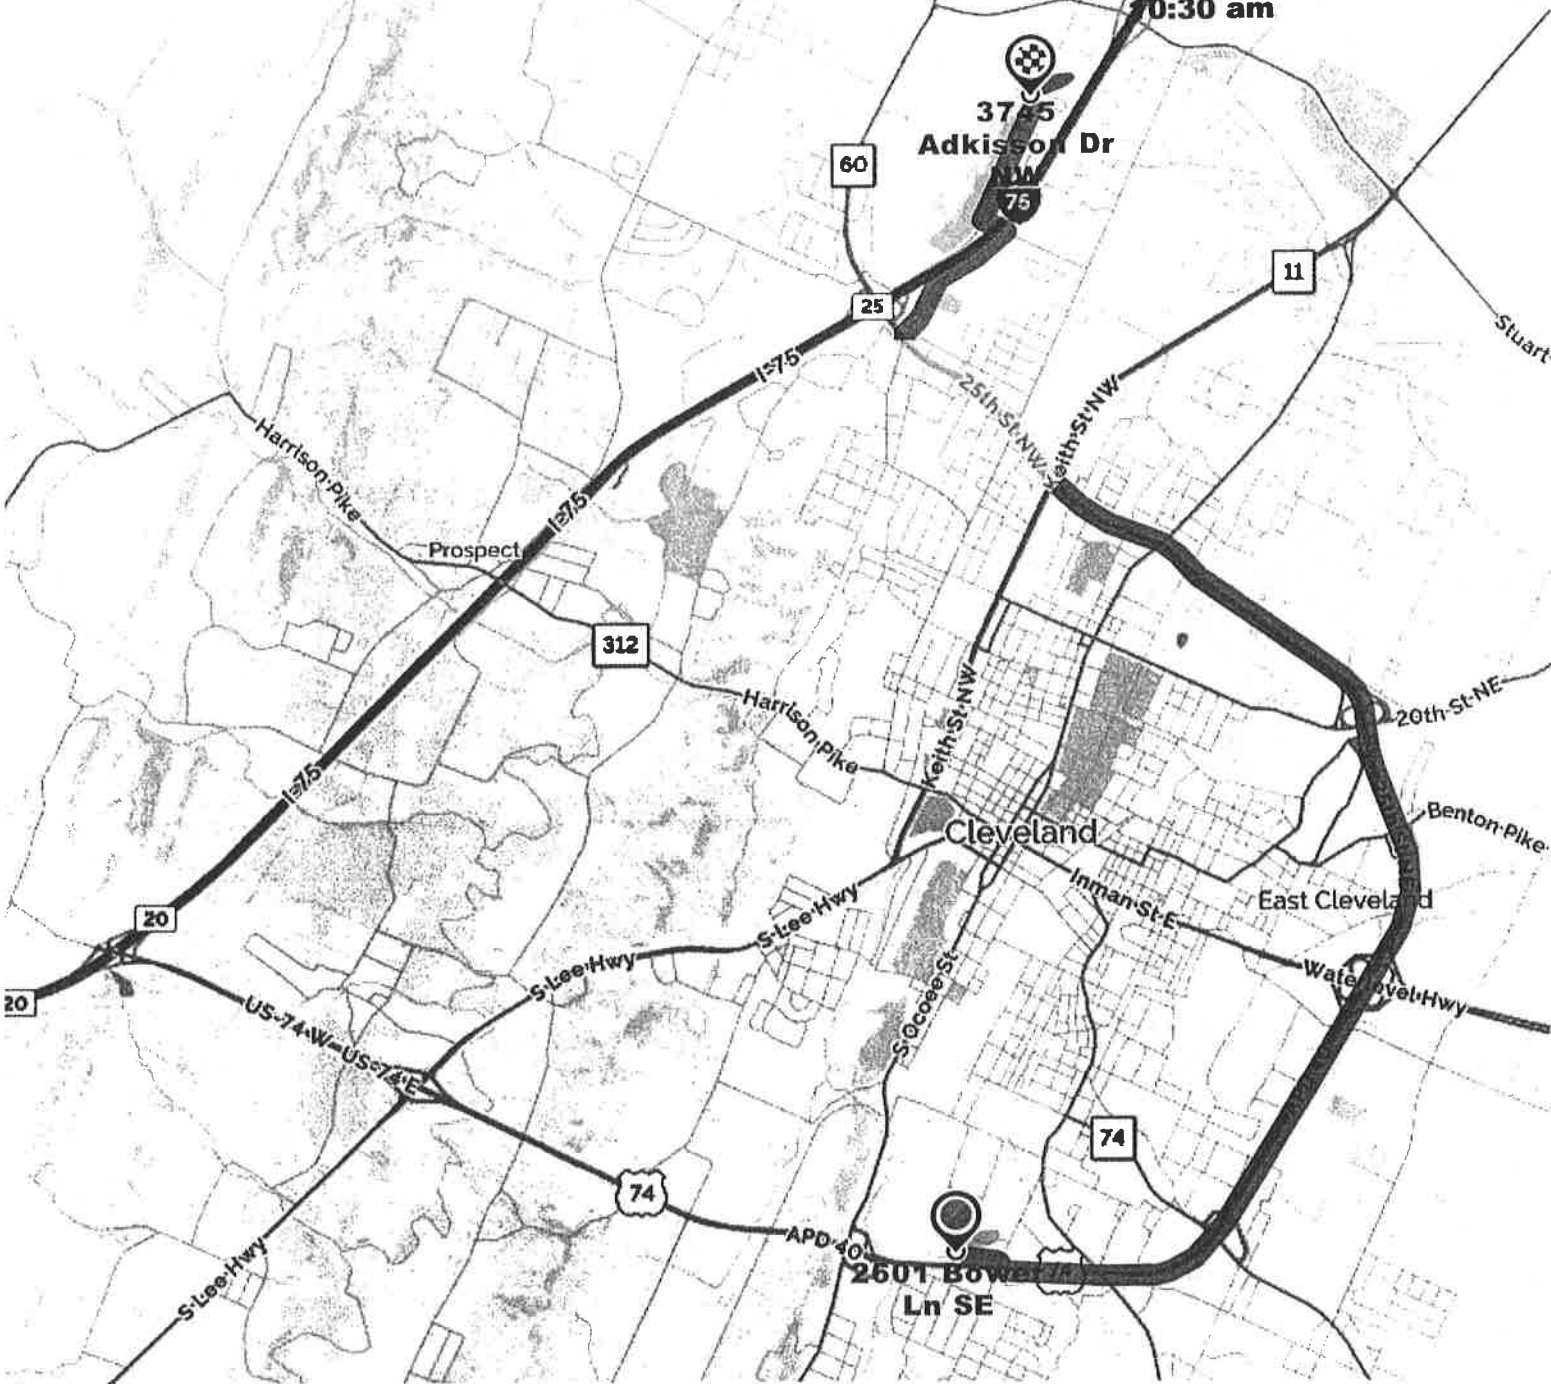 0:30 am
3745
Adkisson Dr
NW
60
75
11
25
Stuart
I-75
25th St NW
Keith St NW
Harrison Pike
I-75
Prospect
312
Harrison Pike
Keith St NW
20th St NE
I-75
Benton Pike
Cleveland
Inman St E
East Cleveland
20
S Lee Hwy
S Lee Hwy
20
Waterlevel Hwy
US-74 W-US-74 E
S Ocoee St
74
74
APD 40
S Lee Hwy
2601 Bower
Ln SE